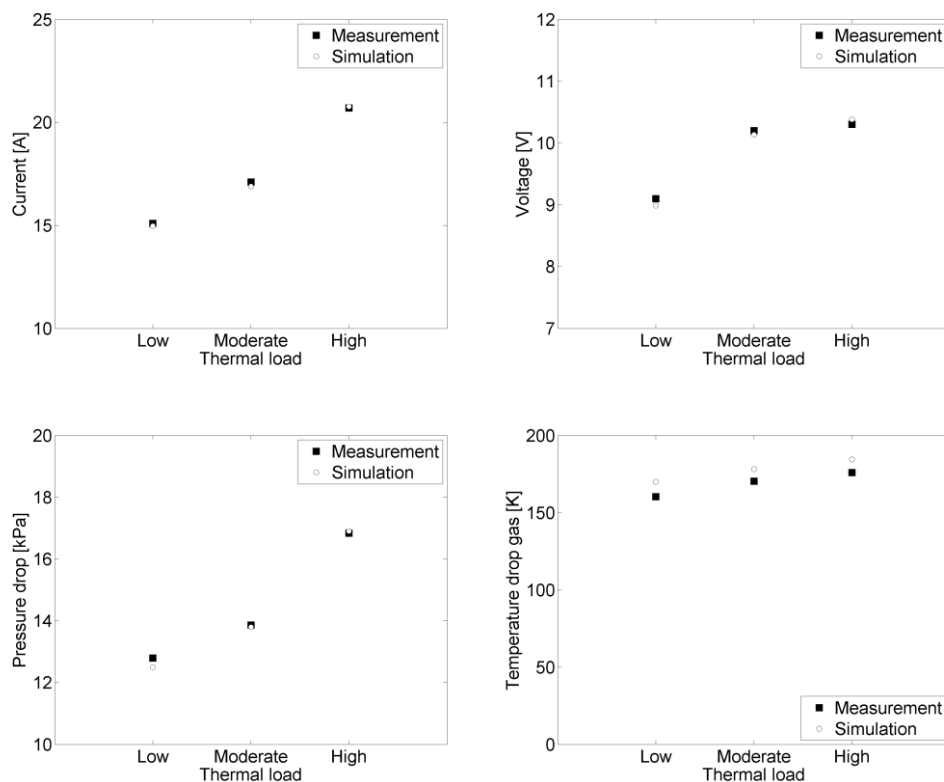 25
20
15
10
Current [A]
Low Moderate High
Thermal load
Measurement
Simulation
12
11
10
9
8
7
Voltage [V]
Low Moderate High
Thermal load
Measurement
Simulation
20
18
16
14
12
10
Pressure drop [kPa]
Low Moderate High
Thermal load
Measurement
Simulation
200
150
100
50
0
Temperature drop gas [K]
Low Moderate High
Thermal load
Measurement
Simulation